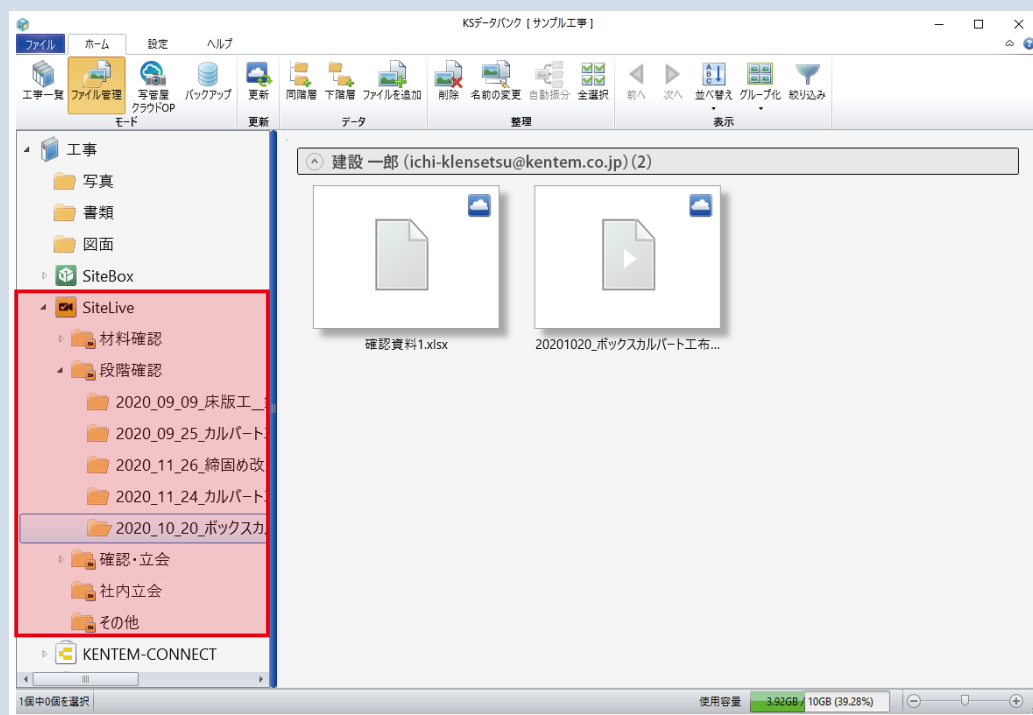 KSデータバンク [ サンプル工事 ]
ファイル ホーム 設定 ヘルプ
工事一覧 ファイル管理 写管屋 クラウドOP バックアップ 更新 同階層 下階層 ファイルを追加 削除 名前の変更 自動振分 全選択 前へ 次へ 並べ替え グループ化 絞り込み
モード 更新 データ 整理 表示
工事
写真
書類
図面
SiteBox
SiteLive
材料確認
段階確認
2020_09_09_床版工_
2020_09_25_カルバート
2020_11_26_締固め改
2020_11_24_カルバート
2020_10_20_ボックスカ
確認・立会
社内立会
その他
KENTEM-CONNECT
建設 一郎 (ichi-klensetsu@kentem.co.jp) (2)
確認資料1.xlsx
20201020_ボックスカルバート工布...
1個中0個を選択
使用容量 3.92GB / 10GB (39.28%)